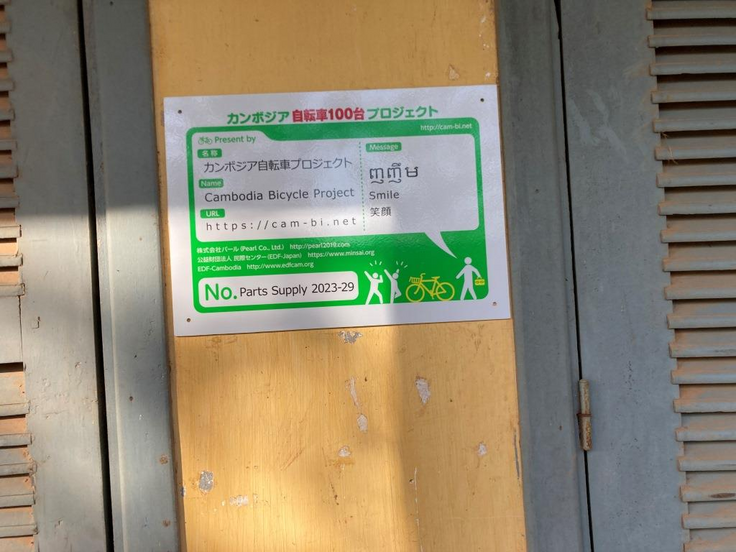 カンボジア自転車100台プロジェクト
http://cam-bi.net
Present by
名称
カンボジア自転車プロジェクト
Name
Cambodia Bicycle Project
URL
https://cam-bi.net
Message
ញញឹម
Smile
笑顔
株式会社パール (Pearl Co., Ltd.) http://pearl2019.com
公益財団法人 民際センター (EDF-Japan) https://www.minsai.org
EDF-Cambodia http://www.edfcam.org
No. Parts Supply 2023-29